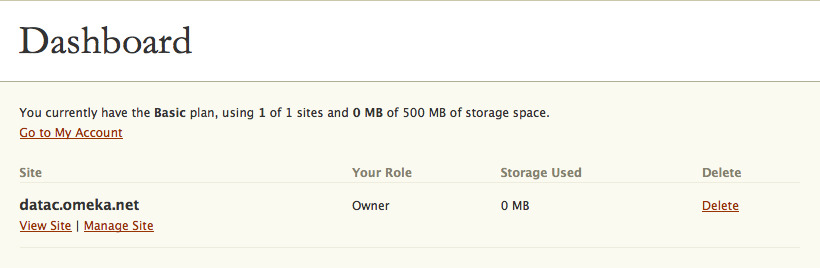 Dashboard
You currently have the Basic plan, using 1 of 1 sites and 0 MB of 500 MB of storage space.
Go to My Account
Site Your Role Storage Used Delete
datac.omeka.net Owner 0 MB Delete
View Site | Manage Site